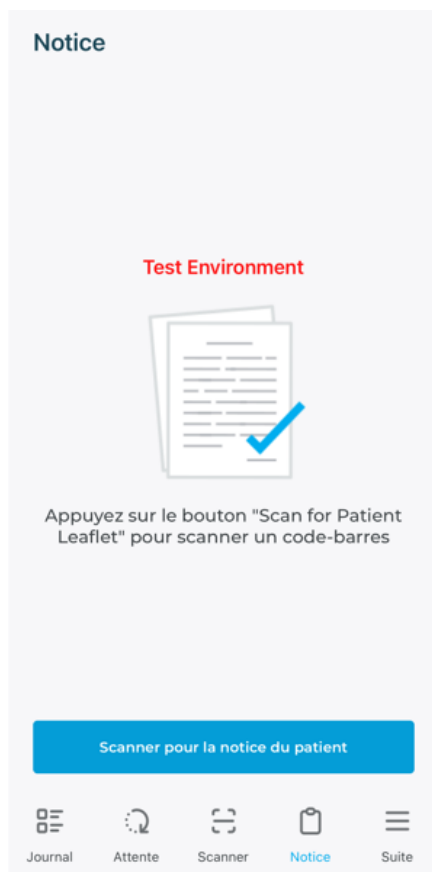 Notice
Test Environment
Appuyez sur le bouton "Scan for Patient
Leaflet" pour scanner un code-barres
Scanner pour la notice du patient
Journal Attente Scanner Notice Suite